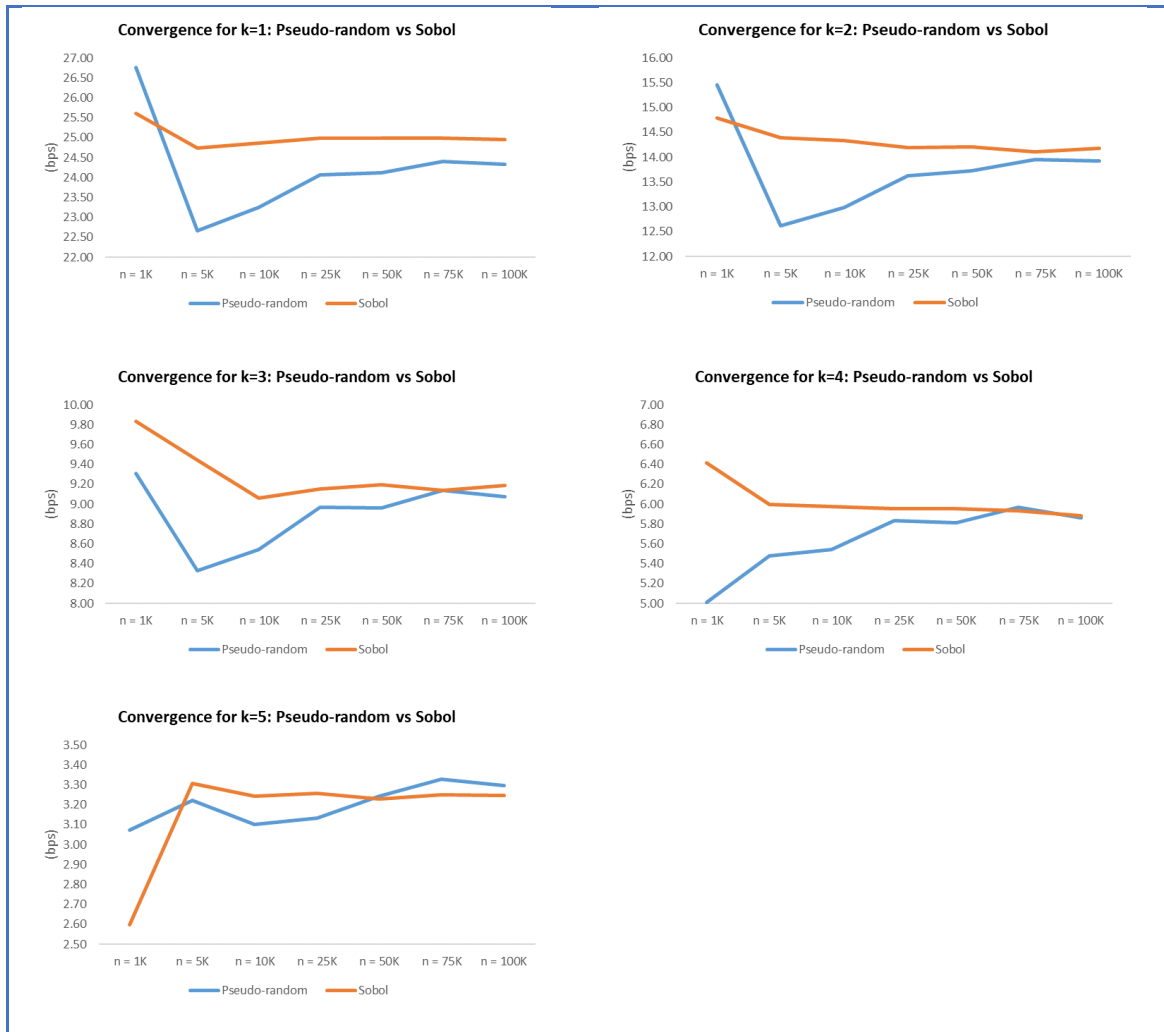 Convergence for k=1: Pseudo-random vs Sobol
27.00
26.50
26.00
25.50
25.00
24.50
24.00
23.50
23.00
22.50
22.00
(bps)
n = 1K n = 5K n = 10K n = 25K n = 50K n = 75K n = 100K
Pseudo-random Sobol
Convergence for k=2: Pseudo-random vs Sobol
16.00
15.50
15.00
14.50
14.00
13.50
13.00
12.50
12.00
(bps)
n = 1K n = 5K n = 10K n = 25K n = 50K n = 75K n = 100K
Pseudo-random Sobol
Convergence for k=3: Pseudo-random vs Sobol
10.00
9.80
9.60
9.40
9.20
9.00
8.80
8.60
8.40
8.20
8.00
(bps)
n = 1K n = 5K n = 10K n = 25K n = 50K n = 75K n = 100K
Pseudo-random Sobol
Convergence for k=4: Pseudo-random vs Sobol
7.00
6.80
6.60
6.40
6.20
6.00
5.80
5.60
5.40
5.20
5.00
(bps)
n = 1K n = 5K n = 10K n = 25K n = 50K n = 75K n = 100K
Pseudo-random Sobol
Convergence for k=5: Pseudo-random vs Sobol
3.50
3.40
3.30
3.20
3.10
3.00
2.90
2.80
2.70
2.60
2.50
(bps)
n = 1K n = 5K n = 10K n = 25K n = 50K n = 75K n = 100K
Pseudo-random Sobol